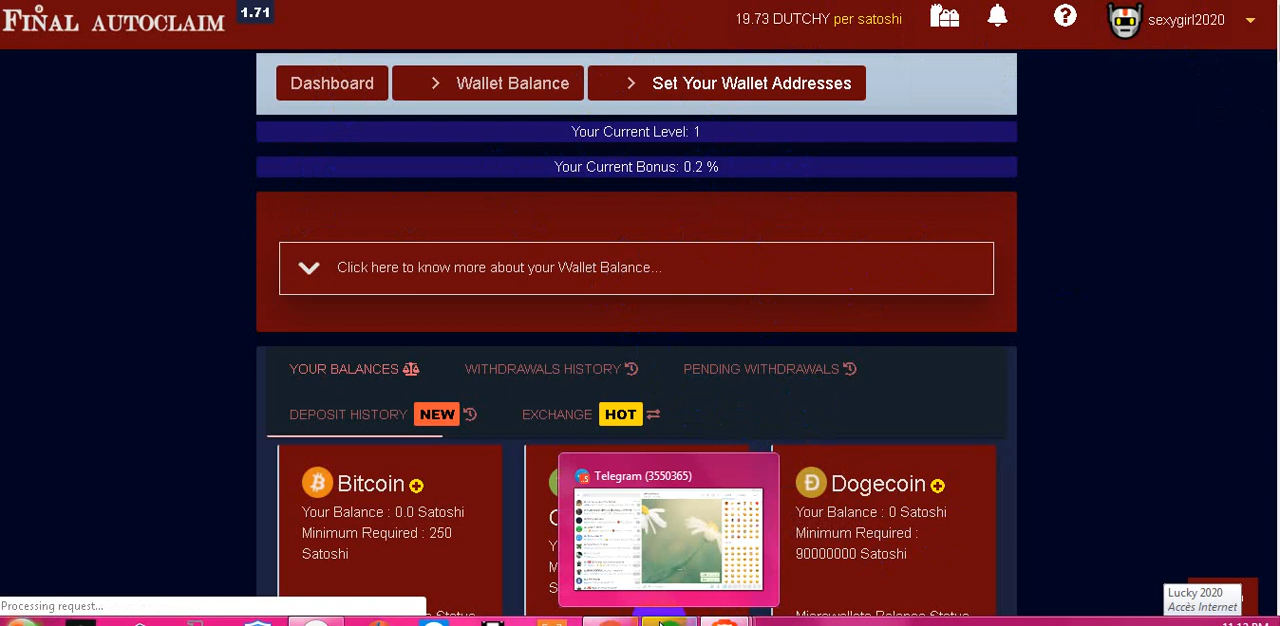 FINAL AUTOCLAIM
1.71
19.73 DUTCHY per satoshi
sexygirl2020
Dashboard
Wallet Balance
Set Your Wallet Addresses
Your Current Level: 1
Your Current Bonus: 0.2 %
Click here to know more about your Wallet Balance...
YOUR BALANCES
WITHDRAWALS HISTORY
PENDING WITHDRAWALS
DEPOSIT HISTORY NEW
EXCHANGE HOT
Bitcoin
Your Balance : 0.0 Satoshi
Minimum Required : 250
Satoshi
Telegram (3550365)
Dogecoin
Your Balance : 0 Satoshi
Minimum Required :
90000000 Satoshi
Processing request...
Lucky 2020
Accès Internet